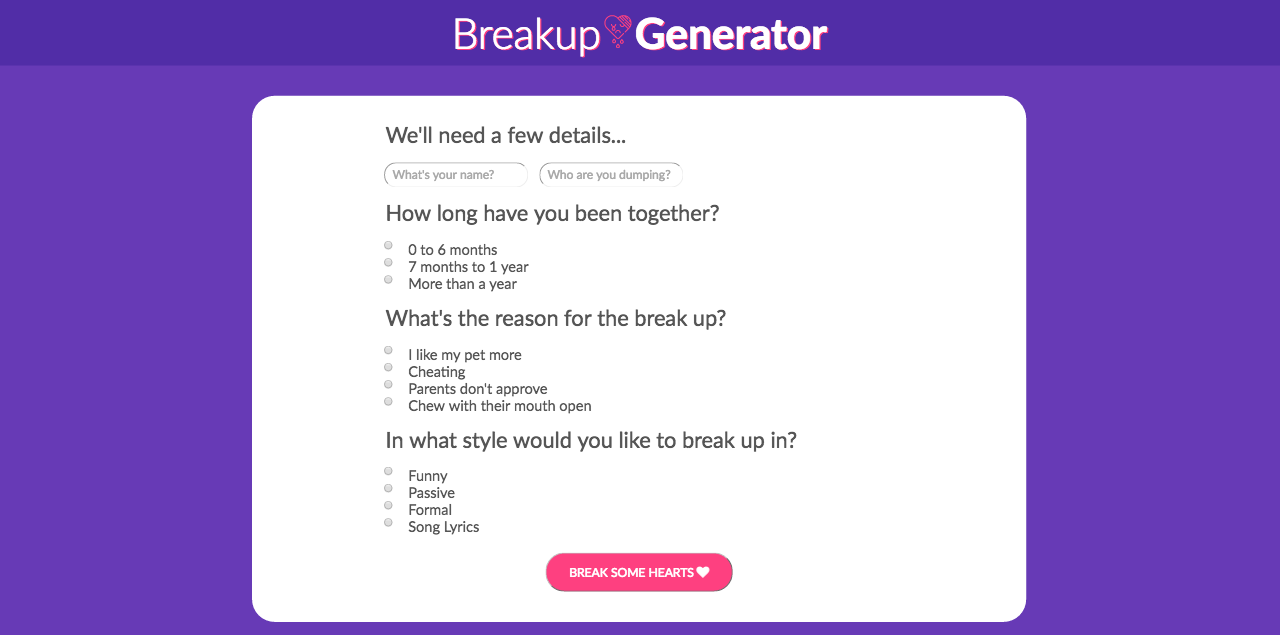 Breakup Generator
We'll need a few details...
What's your name? Who are you dumping?
How long have you been together?
0 to 6 months
7 months to 1 year
More than a year
What's the reason for the break up?
I like my pet more
Cheating
Parents don't approve
Chew with their mouth open
In what style would you like to break up in?
Funny
Passive
Formal
Song Lyrics
BREAK SOME HEARTS